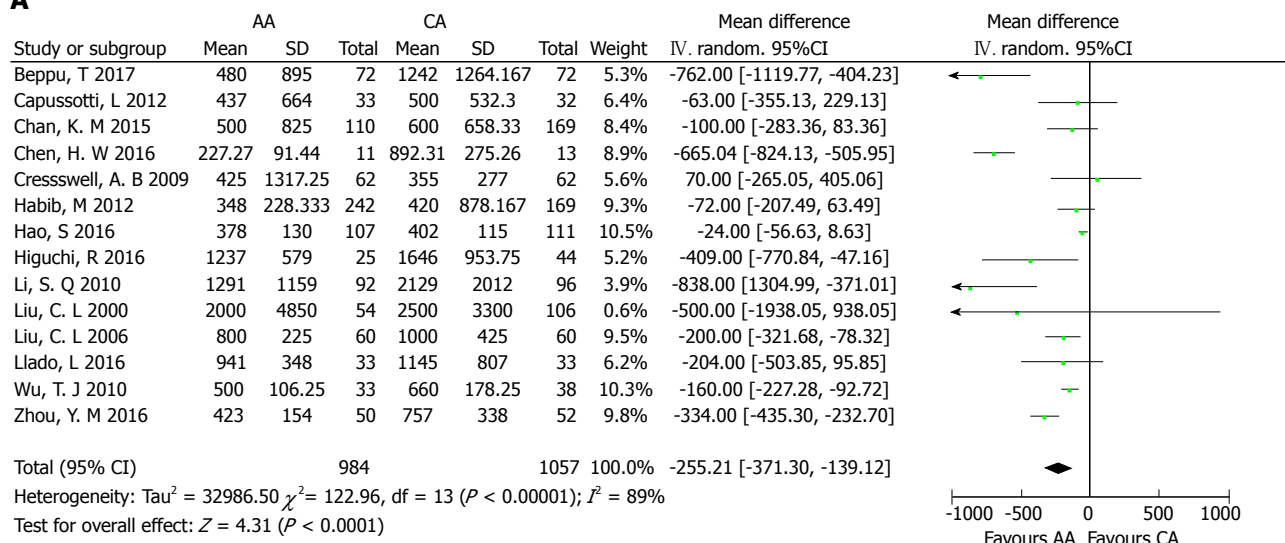 A
AA CA Mean difference Mean difference
Study or subgroup Mean SD Total Mean SD Total Weight IV. random. 95%CI IV. random. 95%CI
Beppu, T 2017 480 895 72 1242 1264.167 72 5.3% -762.00 [-1119.77, -404.23]
Capussotti, L 2012 437 664 33 500 532.3 32 6.4% -63.00 [-355.13, 229.13]
Chan, K. M 2015 500 825 110 600 658.33 169 8.4% -100.00 [-283.36, 83.36]
Chen, H. W 2016 227.27 91.44 11 892.31 275.26 13 8.9% -665.04 [-824.13, -505.95]
Cressswell, A. B 2009 425 1317.25 62 355 277 62 5.6% 70.00 [-265.05, 405.06]
Habib, M 2012 348 228.333 242 420 878.167 169 9.3% -72.00 [-207.49, 63.49]
Hao, S 2016 378 130 107 402 115 111 10.5% -24.00 [-56.63, 8.63]
Higuchi, R 2016 1237 579 25 1646 953.75 44 5.2% -409.00 [-770.84, -47.16]
Li, S. Q 2010 1291 1159 92 2129 2012 96 3.9% -838.00 [1304.99, -371.01]
Liu, C. L 2000 2000 4850 54 2500 3300 106 0.6% -500.00 [-1938.05, 938.05]
Liu, C. L 2006 800 225 60 1000 425 60 9.5% -200.00 [-321.68, -78.32]
Llado, L 2016 941 348 33 1145 807 33 6.2% -204.00 [-503.85, 95.85]
Wu, T. J 2010 500 106.25 33 660 178.25 38 10.3% -160.00 [-227.28, -92.72]
Zhou, Y. M 2016 423 154 50 757 338 52 9.8% -334.00 [-435.30, -232.70]
Total (95% CI) 984 1057 100.0% -255.21 [-371.30, -139.12]
Heterogeneity: Tau² = 32986.50 χ²= 122.96, df = 13 (P < 0.00001); I² = 89%
Test for overall effect: Z = 4.31 (P < 0.0001)
-1000 -500 0 500 1000
Favours AA Favours CA